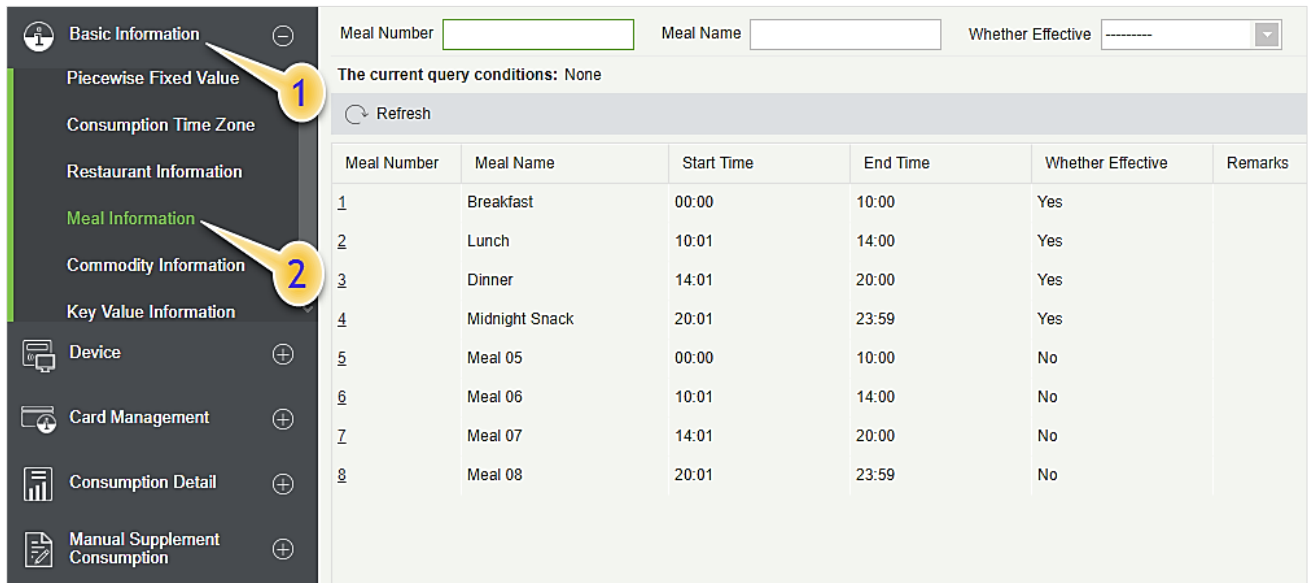 Basic Information
Piecewise Fixed Value
1
Consumption Time Zone
Restaurant Information
Meal Information
Commodity Information
2
Key Value Information
Device
Card Management
Consumption Detail
Manual Supplement
Consumption
Meal Number Meal Name Whether Effective ---------
The current query conditions: None
Refresh
Meal Number Meal Name Start Time End Time Whether Effective Remarks
1 Breakfast 00:00 10:00 Yes
2 Lunch 10:01 14:00 Yes
3 Dinner 14:01 20:00 Yes
4 Midnight Snack 20:01 23:59 Yes
5 Meal 05 00:00 10:00 No
6 Meal 06 10:01 14:00 No
7 Meal 07 14:01 20:00 No
8 Meal 08 20:01 23:59 No